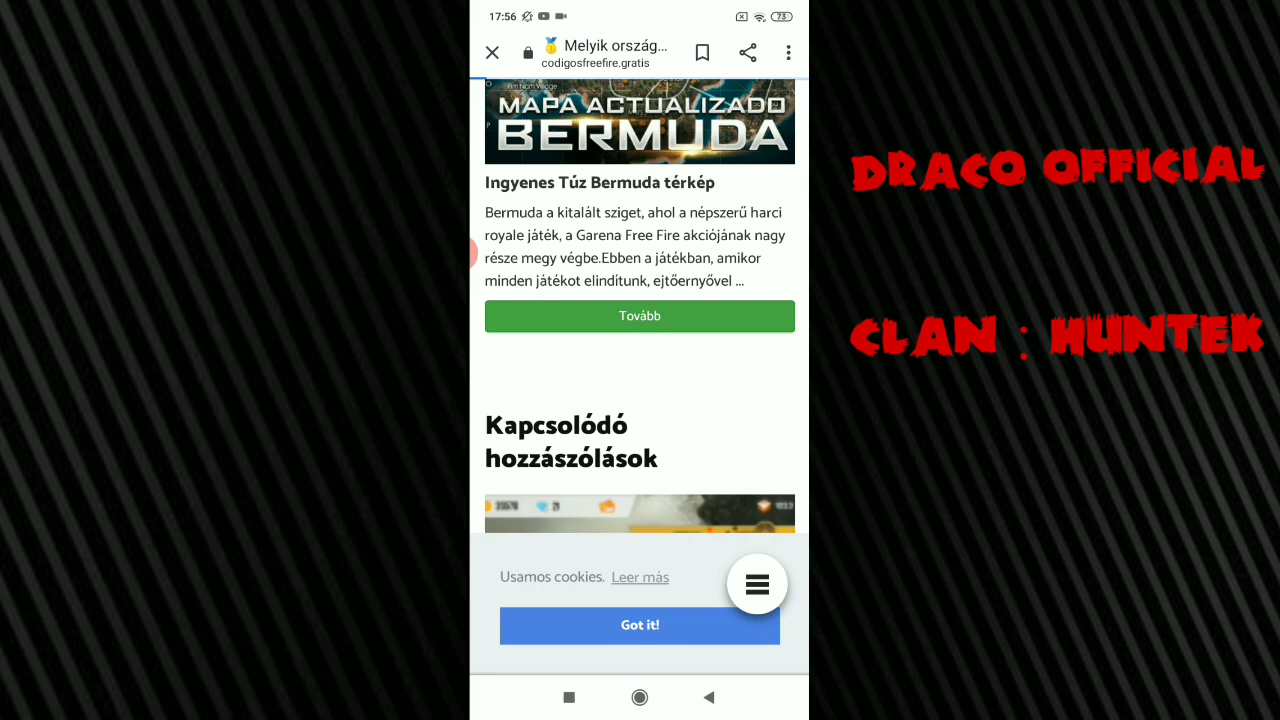 17:56
73
🥇 Melyik ország...
codigosfreefire.gratis
MAPA ACTUALIZADO
BERMUDA
Ingyenes Túz Bermuda térkép
Bermuda a kitalált sziget, ahol a népszerű harci
royale játék, a Garena Free Fire akciójának nagy
része megy végbe.Ebben a játékban, amikor
minden játékot elindítunk, ejtőernyővel ...
Tovább
Kapcsolódó
hozzászólások
Usamos cookies. Leer más
Got it!
DRACO OFFICIAL
CLAN : HUNTEK